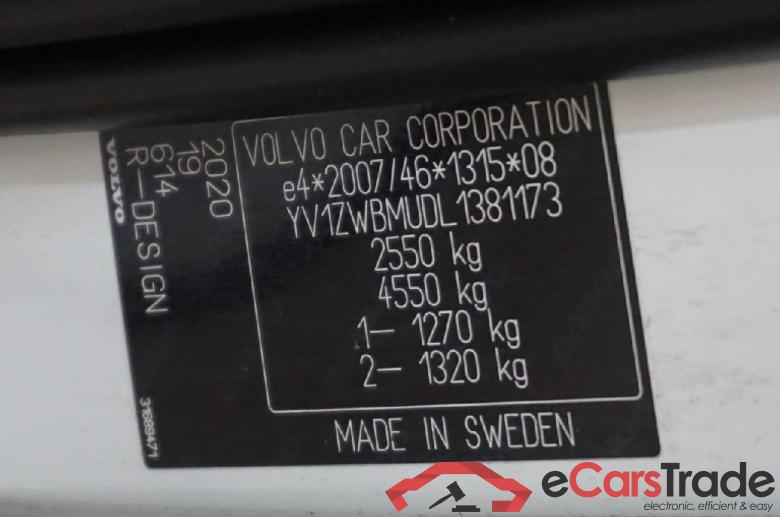 VOLVO CAR CORPORATION
e4*2007/46*1315*08
YV1ZWBMUDL1381173
2550 kg
4550 kg
1- 1270 kg
2- 1320 kg
MADE IN SWEDEN
2020
19
614
R-DESIGN
VOLVO
31689471
eCarsTrade
electronic, efficient & easy